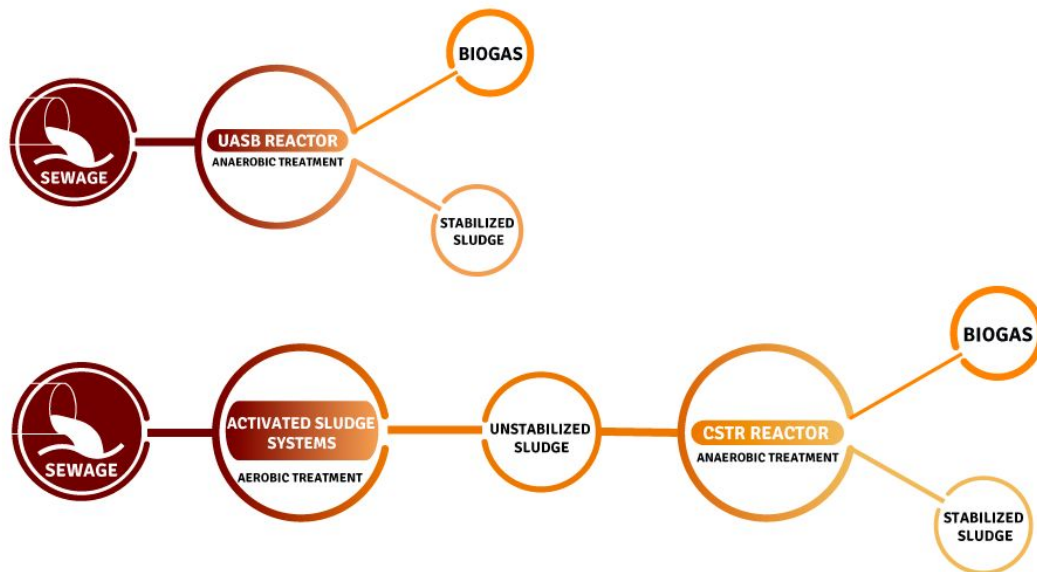 BIOGAS
UASB REACTOR
ANAEROBIC TREATMENT
SEWAGE
STABILIZED
SLUDGE
BIOGAS
ACTIVATED SLUDGE
SYSTEMS
UNSTABILIZED
SLUDGE
CSTR REACTOR
ANAEROBIC TREATMENT
SEWAGE
AEROBIC TREATMENT
STABILIZED
SLUDGE